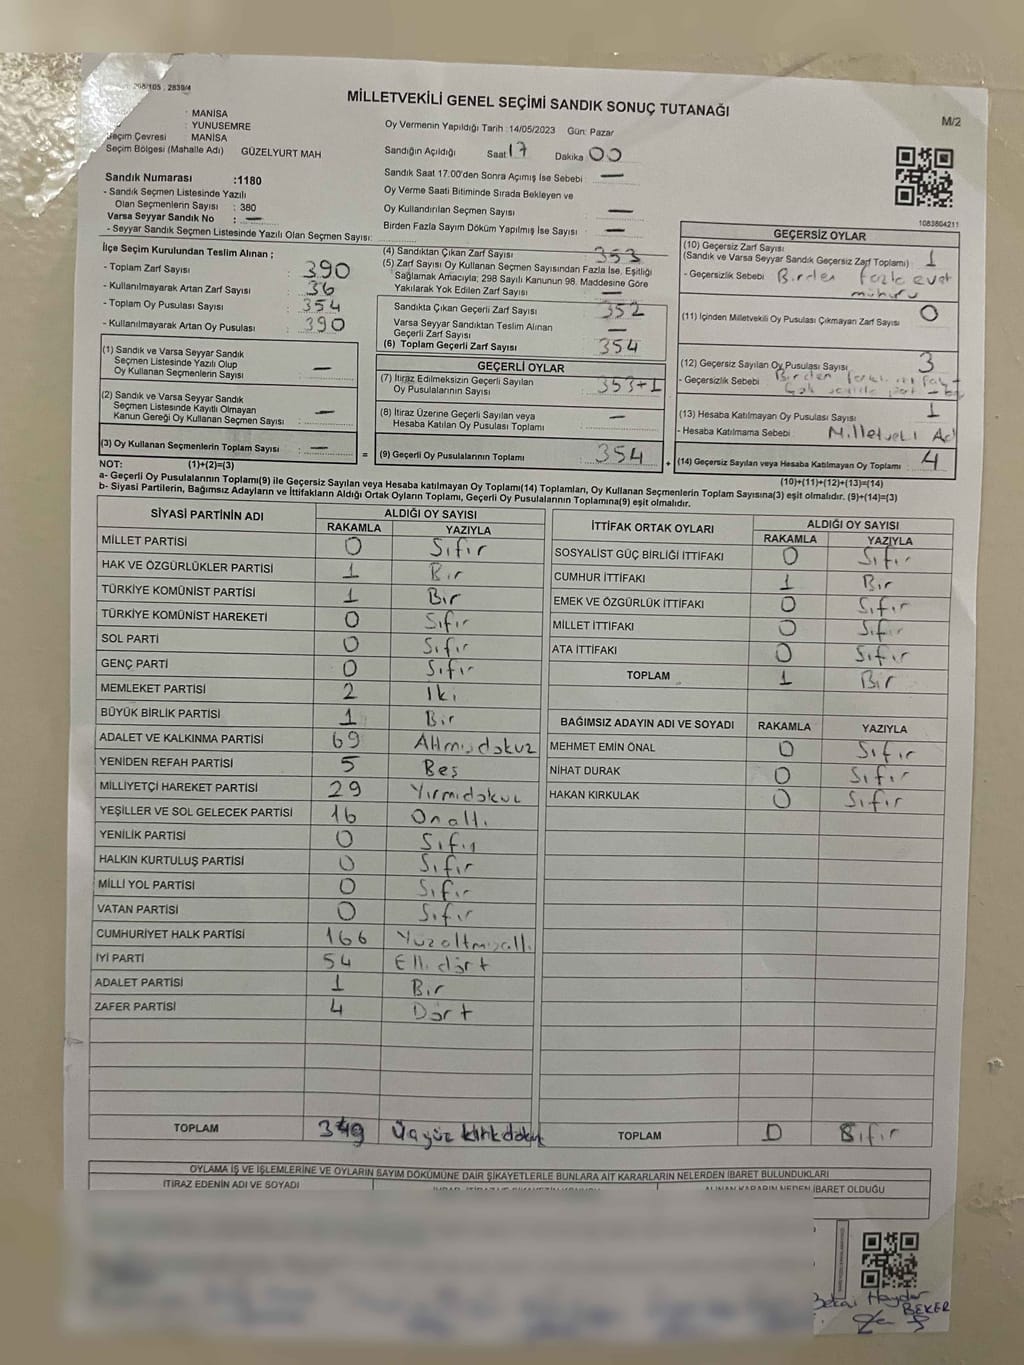 298/105 . 2839/4
MİLLETVEKİLİ GENEL SEÇİMİ SANDIK SONUÇ TUTANAĞI
M/2
: MANİSA
: YUNUSEMRE
Seçim Çevresi : MANİSA
Seçim Bölgesi (Mahalle Adı) GÜZELYURT MAH
Oy Vermenin Yapıldığı Tarih : 14/05/2023 Gün: Pazar
Sandığın Açıldığı Saat 17 Dakika 00
Sandık Saat 17.00'den Sonra Açımış İse Sebebi : —
Oy Verme Saati Bitiminde Sırada Bekleyen ve
Oy Kullandırılan Seçmen Sayısı : —
Birden Fazla Sayım Döküm Yapılmış İse Sayısı : —
Sandık Numarası :1180
- Sandık Seçmen Listesinde Yazılı
Olan Seçmenlerin Sayısı : 380
Varsa Seyyar Sandık No : —
- Seyyar Sandık Seçmen Listesinde Yazılı Olan Seçmen Sayısı:
1083804211
İlçe Seçim Kurulundan Teslim Alınan ;
- Toplam Zarf Sayısı : 390
- Kullanılmayarak Artan Zarf Sayısı : 36
- Toplam Oy Pusulası Sayısı : 354
- Kullanılmayarak Artan Oy Pusulası : 390
(1) Sandık ve Varsa Seyyar Sandık
Seçmen Listesinde Yazılı Olup
Oy Kullanan Seçmenlerin Sayısı : —
(2) Sandık ve Varsa Seyyar Sandık
Seçmen Listesinde Kayıtlı Olmayan
Kanun Gereği Oy Kullanan Seçmen Sayısı : —
(3) Oy Kullanan Seçmenlerin Toplam Sayısı : —
(4) Sandıktan Çıkan Zarf Sayısı : 353
(5) Zarf Sayısı Oy Kullanan Seçmen Sayısından Fazla İse, Eşitliği
Sağlamak Amacıyla; 298 Sayılı Kanunun 98. Maddesine Göre
Yakılarak Yok Edilen Zarf Sayısı : —
Sandıkta Çıkan Geçerli Zarf Sayısı : 352
Varsa Seyyar Sandıktan Teslim Alınan
Geçerli Zarf Sayısı : —
(6) Toplam Geçerli Zarf Sayısı : 354
GEÇERLİ OYLAR
(7) İtiraz Edilmeksizin Geçerli Sayılan
Oy Pusulasının Sayısı : 353+1
(8) İtiraz Üzerine Geçerli Sayılan veya
Hesaba Katılan Oy Pusulası Toplamı : —
= (9) Geçerli Oy Pusulalarının Toplamı : 354
GEÇERSİZ OYLAR
(10) Geçersiz Zarf Sayısı
(Sandık ve Varsa Seyyar Sandık Geçersiz Zarf Toplamı) : 1
- Geçersizlik Sebebi : Birden fazla evet
mührü
(11) İçinden Milletvekili Oy Pusulası Çıkmayan Zarf Sayısı : 0
(12) Geçersiz Sayılan Oy Pusulası Sayısı : 3
- Geçersizlik Sebebi : Birden
(13) Hesaba Katılmayan Oy Pusulası Sayısı : 1
- Hesaba Katılmama Sebebi : Milletveki Ad
+ (14) Geçersiz Sayılan veya Hesaba Katılmayan Oy Pusulası Toplamı : 4
NOT: (1)+(2)=(3) (10)+(11)+(12)+(13)=(14)
a- Geçerli Oy Pusulalarının Toplamı(9) ile Geçersiz Sayılan veya Hesaba katılmayan Oy Pusulası Toplamı(14) Toplamları, Oy Kullanan Seçmenlerin Toplam Sayısına(3) eşit olmalıdır. (9)+(14)=(3)
b- Siyasi Partilerin, Bağımsız Adayların ve İttifakların Aldığı Ortak Oyların Toplamı, Geçerli Oy Pusulalarının Toplamına(9) eşit olmalıdır.
SİYASİ PARTİNİN ADI ALDIĞI OY SAYISI
RAKAMLA YAZIYLA
MİLLET PARTİSİ 0 Sıfır
HAK VE ÖZGÜRLÜKLER PARTİSİ 1 Bir
TÜRKİYE KOMÜNİST PARTİSİ 1 Bir
TÜRKİYE KOMÜNİST HAREKETİ 0 Sıfır
SOL PARTİ 0 Sıfır
GENÇ PARTİ 0 Sıfır
MEMLEKET PARTİSİ 2 İki
BÜYÜK BİRLİK PARTİSİ 1 Bir
ADALET VE KALKINMA PARTİSİ 69 Altmışdokuz
YENİDEN REFAH PARTİSİ 5 Beş
MİLLİYETÇİ HAREKET PARTİSİ 29 Yirmidokuz
YEŞİLLER VE SOL GELECEK PARTİSİ 16 Onaltı
YENİLİK PARTİSİ 0 Sıfır
HALKIN KURTULUŞ PARTİSİ 0 Sıfır
MİLLİ YOL PARTİSİ 0 Sıfır
VATAN PARTİSİ 0 Sıfır
CUMHURİYET HALK PARTİSİ 166 Yüzaltmışaltı
İYİ PARTİ 54 Elli dört
ADALET PARTİSİ 1 Bir
ZAFER PARTİSİ 4 Dört
TOPLAM 349 Üçyüz kırkdokuz
İTTİFAK ORTAK OYLARI ALDIĞI OY SAYISI
RAKAMLA YAZIYLA
SOSYALİST GÜÇ BİRLİĞİ İTTİFAKI 0 Sıfır
CUMHUR İTTİFAKI 1 Bir
EMEK VE ÖZGÜRLÜK İTTİFAKI 0 Sıfır
MİLLET İTTİFAKI 0 Sıfır
ATA İTTİFAKI 0 Sıfır
TOPLAM 1 Bir
BAĞIMSIZ ADAYIN ADI VE SOYADI RAKAMLA YAZIYLA
MEHMET EMİN ÖNAL 0 Sıfır
NİHAT DURAK 0 Sıfır
HAKAN KIRKULAK 0 Sıfır
TOPLAM 0 Sıfır
OYLAMA İŞ VE İŞLEMLERİNE VE OYLARIN SAYIM DÖKÜMÜNE DAİR ŞİKAYETLERLE BUNLARA AİT KARARLARIN NELERDEN İBARET BULUNDUKLARI
İTİRAZ EDENİN ADI VE SOYADI
ALINAN KARARIN NEDEN İBARET OLDUĞU
Haydar
BEKER